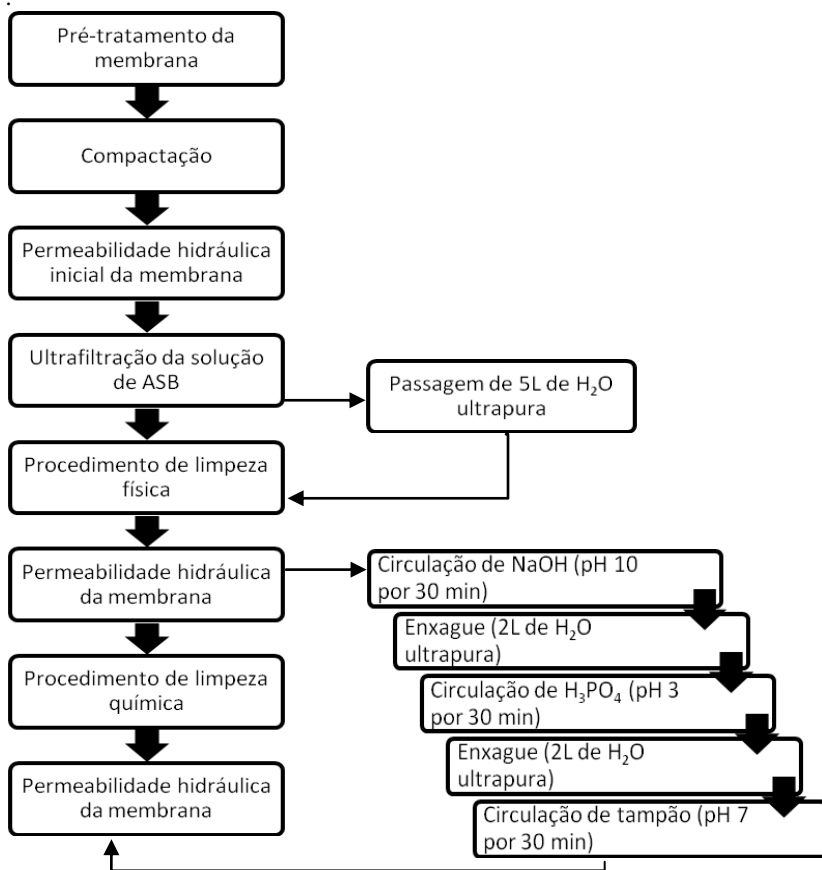 Pré-tratamento da
membrana
Compactação
Permeabilidade hidráulica
inicial da membrana
Ultrafiltração da solução
de ASB
Passagem de 5L de H₂O
ultrapura
Procedimento de limpeza
física
Permeabilidade hidráulica
da membrana
Circulação de NaOH (pH 10
por 30 min)
Enxague (2L de H₂O
ultrapura)
Circulação de H₃PO₄ (pH 3
por 30 min)
Enxague (2L de H₂O
ultrapura)
Circulação de tampão (pH 7
por 30 min)
Procedimento de limpeza
química
Permeabilidade hidráulica
da membrana